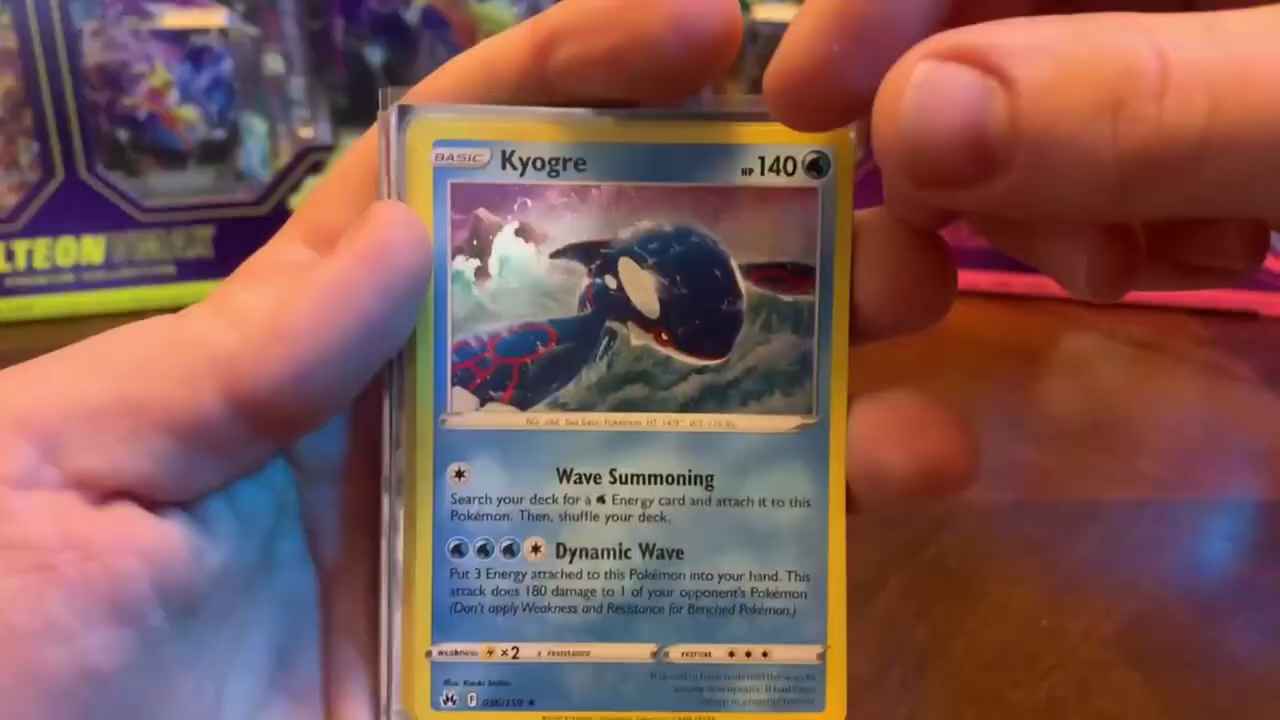 BASIC Kyogre HP 140
LTEON VMAX
Wave Summoning
Search your deck for a Energy card and attach it to this
Pokémon. Then, shuffle your deck.
Dynamic Wave
Put 3 Energy attached to this Pokémon into your hand. This
attack does 180 damage to 1 of your opponent's Pokémon
(Don't apply Weakness and Resistance for Benched Pokémon.)
weakness ×2 resistance retreat
F 036/159